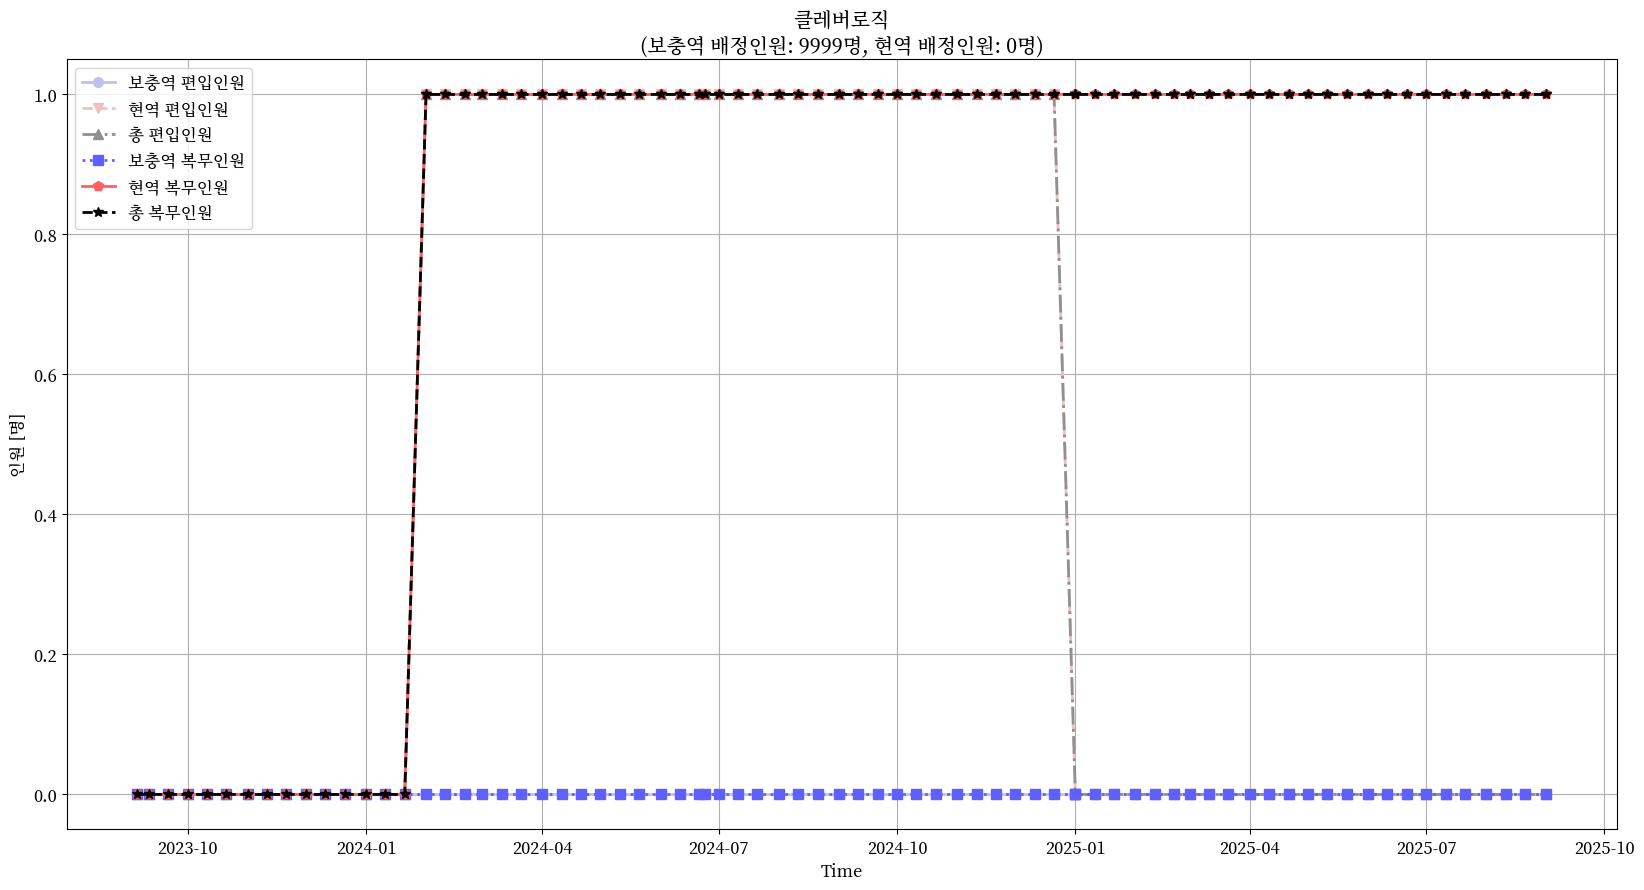 클레버로직
(보충역 배정인원: 9999명, 현역 배정인원: 0명)
보충역 편입인원
현역 편입인원
총 편입인원
보충역 복무인원
현역 복무인원
총 복무인원
1.0
0.8
0.6
0.4
0.2
0.0
인원 [명]
2023-10
2024-01
2024-04
2024-07
2024-10
2025-01
2025-04
2025-07
2025-10
Time